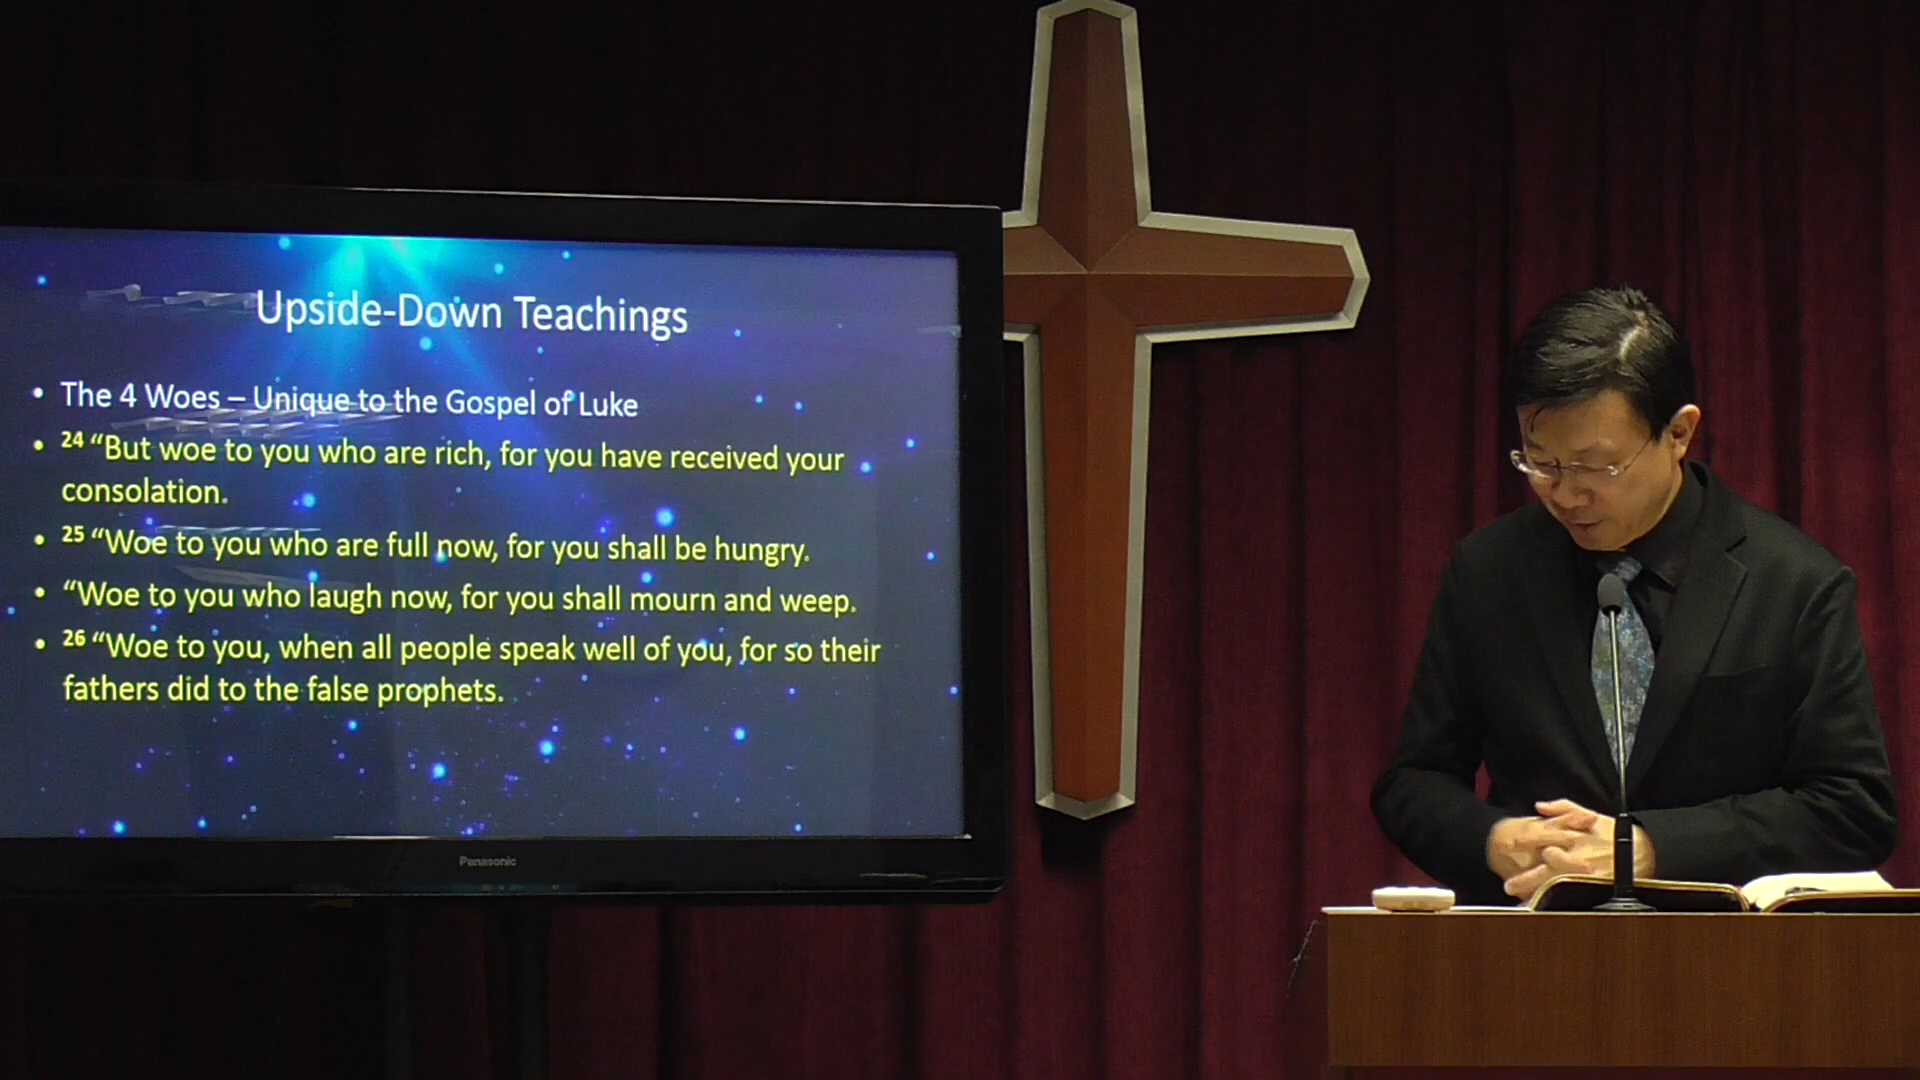 Upside-Down Teachings
• The 4 Woes – Unique to the Gospel of Luke
• 24 “But woe to you who are rich, for you have received your
consolation.
• 25 “Woe to you who are full now, for you shall be hungry.
• “Woe to you who laugh now, for you shall mourn and weep.
• 26 “Woe to you, when all people speak well of you, for so their
fathers did to the false prophets.
Panasonic